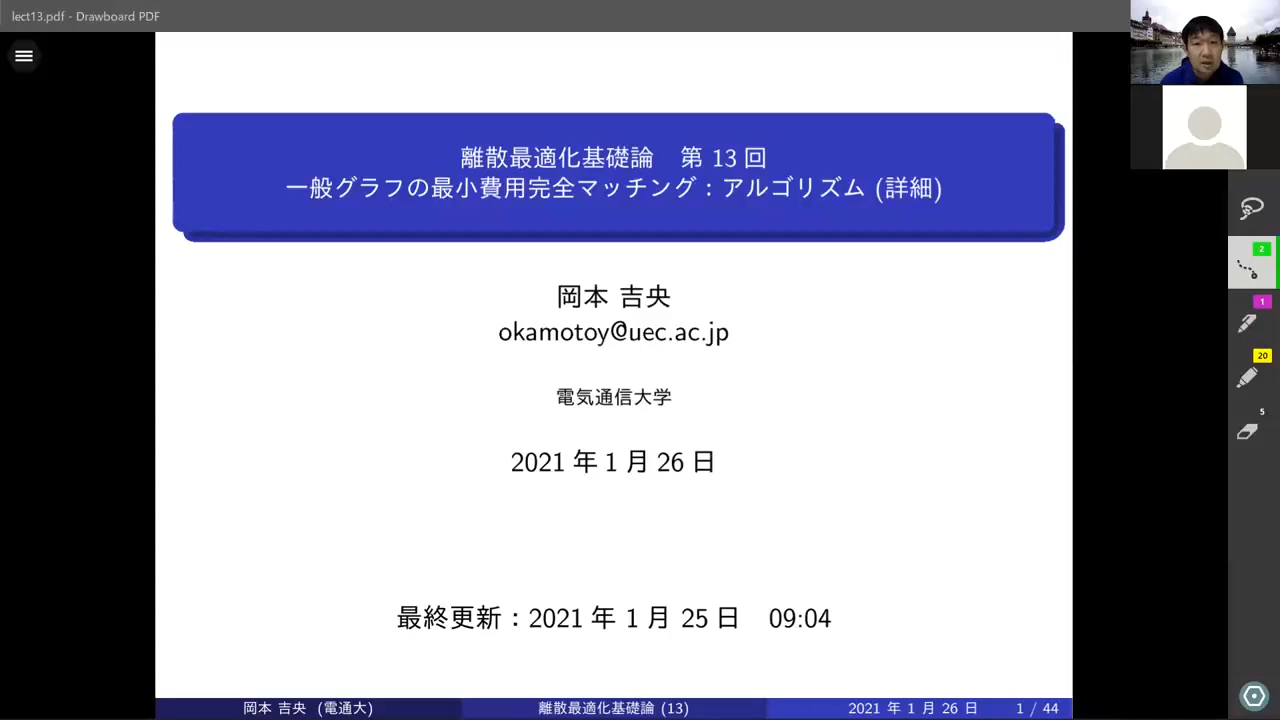 lect13.pdf - Drawboard PDF
離散最適化基礎論　第 13 回
一般グラフの最小費用完全マッチング：アルゴリズム (詳細)
岡本 吉央
okamotoy@uec.ac.jp
電気通信大学
2021 年 1 月 26 日
最終更新：2021 年 1 月 25 日　09:04
2
1
20
5
岡本 吉央 (電通大)
離散最適化基礎論 (13)
2021 年 1 月 26 日
1 / 44